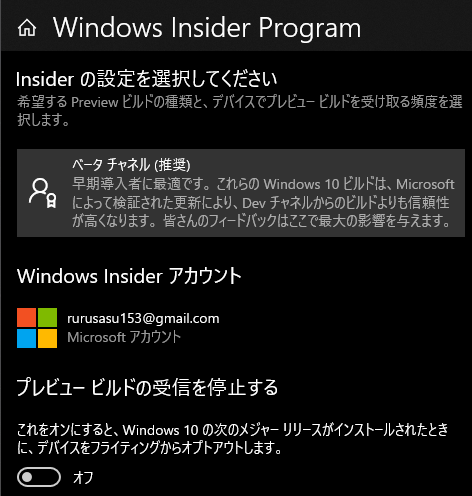 Windows Insider Program
Insider の設定を選択してください
希望する Preview ビルドの種類と、デバイスでプレビュー ビルドを受け取る頻度を選択
します。
ベータ チャネル (推奨)
早期導入者に最適です。これらの Windows 10 ビルドは、Microsoft
によって検証された更新により、Dev チャネルからのビルドよりも信頼性
が高くなります。皆さんのフィードバックはここで最大の影響を与えます。
Windows Insider アカウント
rurusasu153@gmail.com
Microsoft アカウント
プレビュー ビルドの受信を停止する
これをオンにすると、Windows 10 の次のメジャー リリースがインストールされたとき
に、デバイスをフライティングからオプトアウトします。
オフ